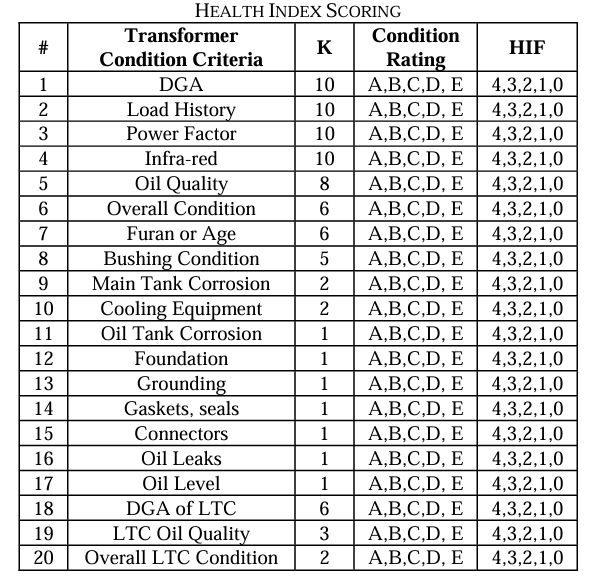 HEALTH INDEX SCORING
# Transformer Condition Criteria K Condition Rating HIF
1 DGA 10 A,B,C,D, E 4,3,2,1,0
2 Load History 10 A,B,C,D, E 4,3,2,1,0
3 Power Factor 10 A,B,C,D, E 4,3,2,1,0
4 Infra-red 10 A,B,C,D, E 4,3,2,1,0
5 Oil Quality 8 A,B,C,D, E 4,3,2,1,0
6 Overall Condition 6 A,B,C,D, E 4,3,2,1,0
7 Furan or Age 6 A,B,C,D, E 4,3,2,1,0
8 Bushing Condition 5 A,B,C,D, E 4,3,2,1,0
9 Main Tank Corrosion 2 A,B,C,D, E 4,3,2,1,0
10 Cooling Equipment 2 A,B,C,D, E 4,3,2,1,0
11 Oil Tank Corrosion 1 A,B,C,D, E 4,3,2,1,0
12 Foundation 1 A,B,C,D, E 4,3,2,1,0
13 Grounding 1 A,B,C,D, E 4,3,2,1,0
14 Gaskets, seals 1 A,B,C,D, E 4,3,2,1,0
15 Connectors 1 A,B,C,D, E 4,3,2,1,0
16 Oil Leaks 1 A,B,C,D, E 4,3,2,1,0
17 Oil Level 1 A,B,C,D, E 4,3,2,1,0
18 DGA of LTC 6 A,B,C,D, E 4,3,2,1,0
19 LTC Oil Quality 3 A,B,C,D, E 4,3,2,1,0
20 Overall LTC Condition 2 A,B,C,D, E 4,3,2,1,0